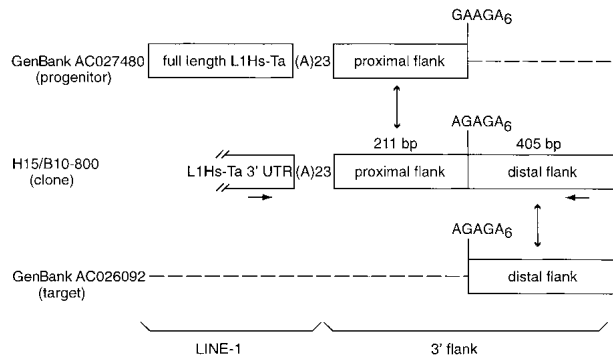 GAAGA6
GenBank AC027480
(progenitor)
full length L1Hs-Ta
(A)23
proximal flank
AGAGA6
211 bp
405 bp
H15/B10-800
(clone)
L1Hs-Ta 3' UTR
(A)23
proximal flank
distal flank
AGAGA6
GenBank AC026092
(target)
distal flank
LINE-1
3' flank